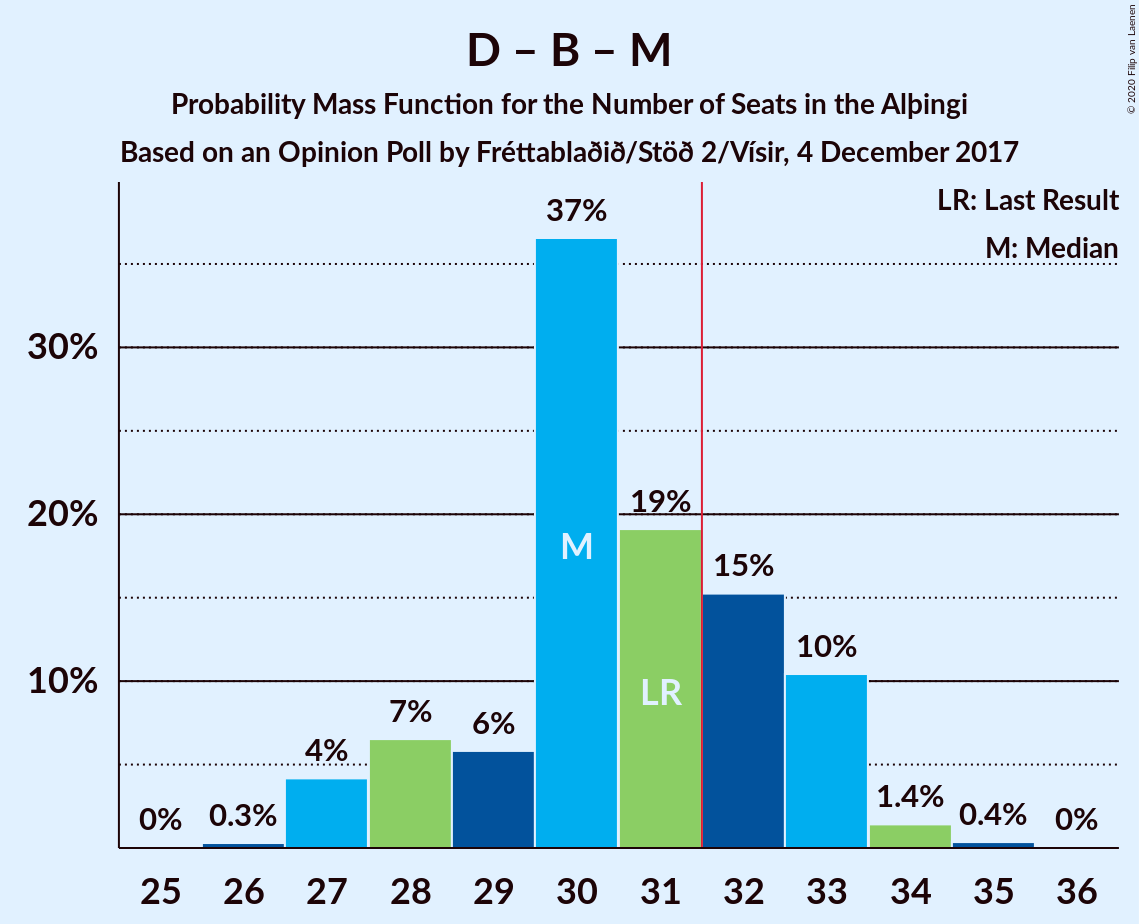 D – B – M
Probability Mass Function for the Number of Seats in the Alþingi
Based on an Opinion Poll by Fréttablaðið/Stöð 2/Vísir, 4 December 2017
© 2020 Filip van Laenen
LR: Last Result
M: Median
30%
20%
10%
0%
0.3%
4%
7%
6%
37%
19%
15%
10%
1.4%
0.4%
0%
M
LR
25 26 27 28 29 30 31 32 33 34 35 36